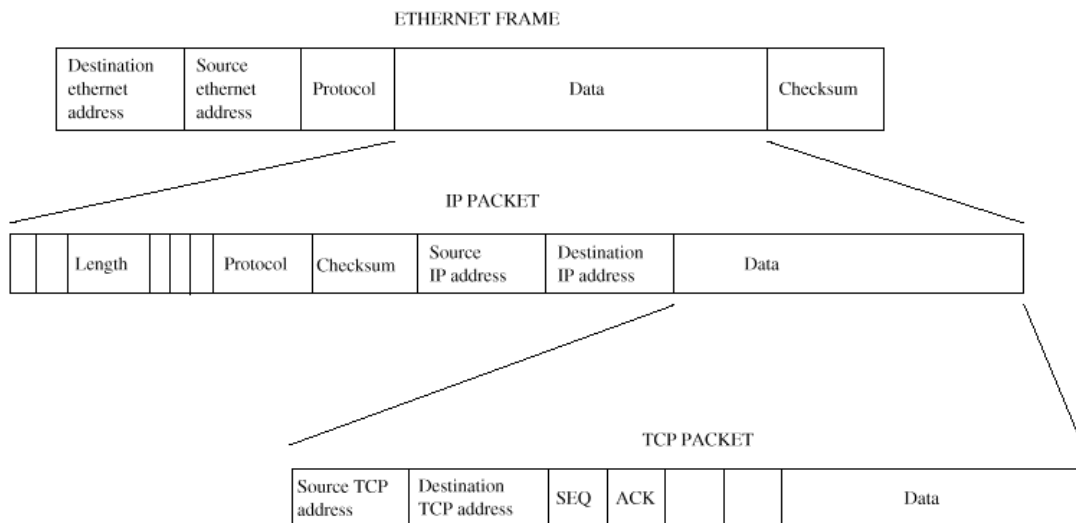 ETHERNET FRAME
Destination
ethernet
address
Source
ethernet
address
Protocol
Data
Checksum
IP PACKET
Length
Protocol
Checksum
Source
IP address
Destination
IP address
Data
TCP PACKET
Source TCP
address
Destination
TCP address
SEQ
ACK
Data